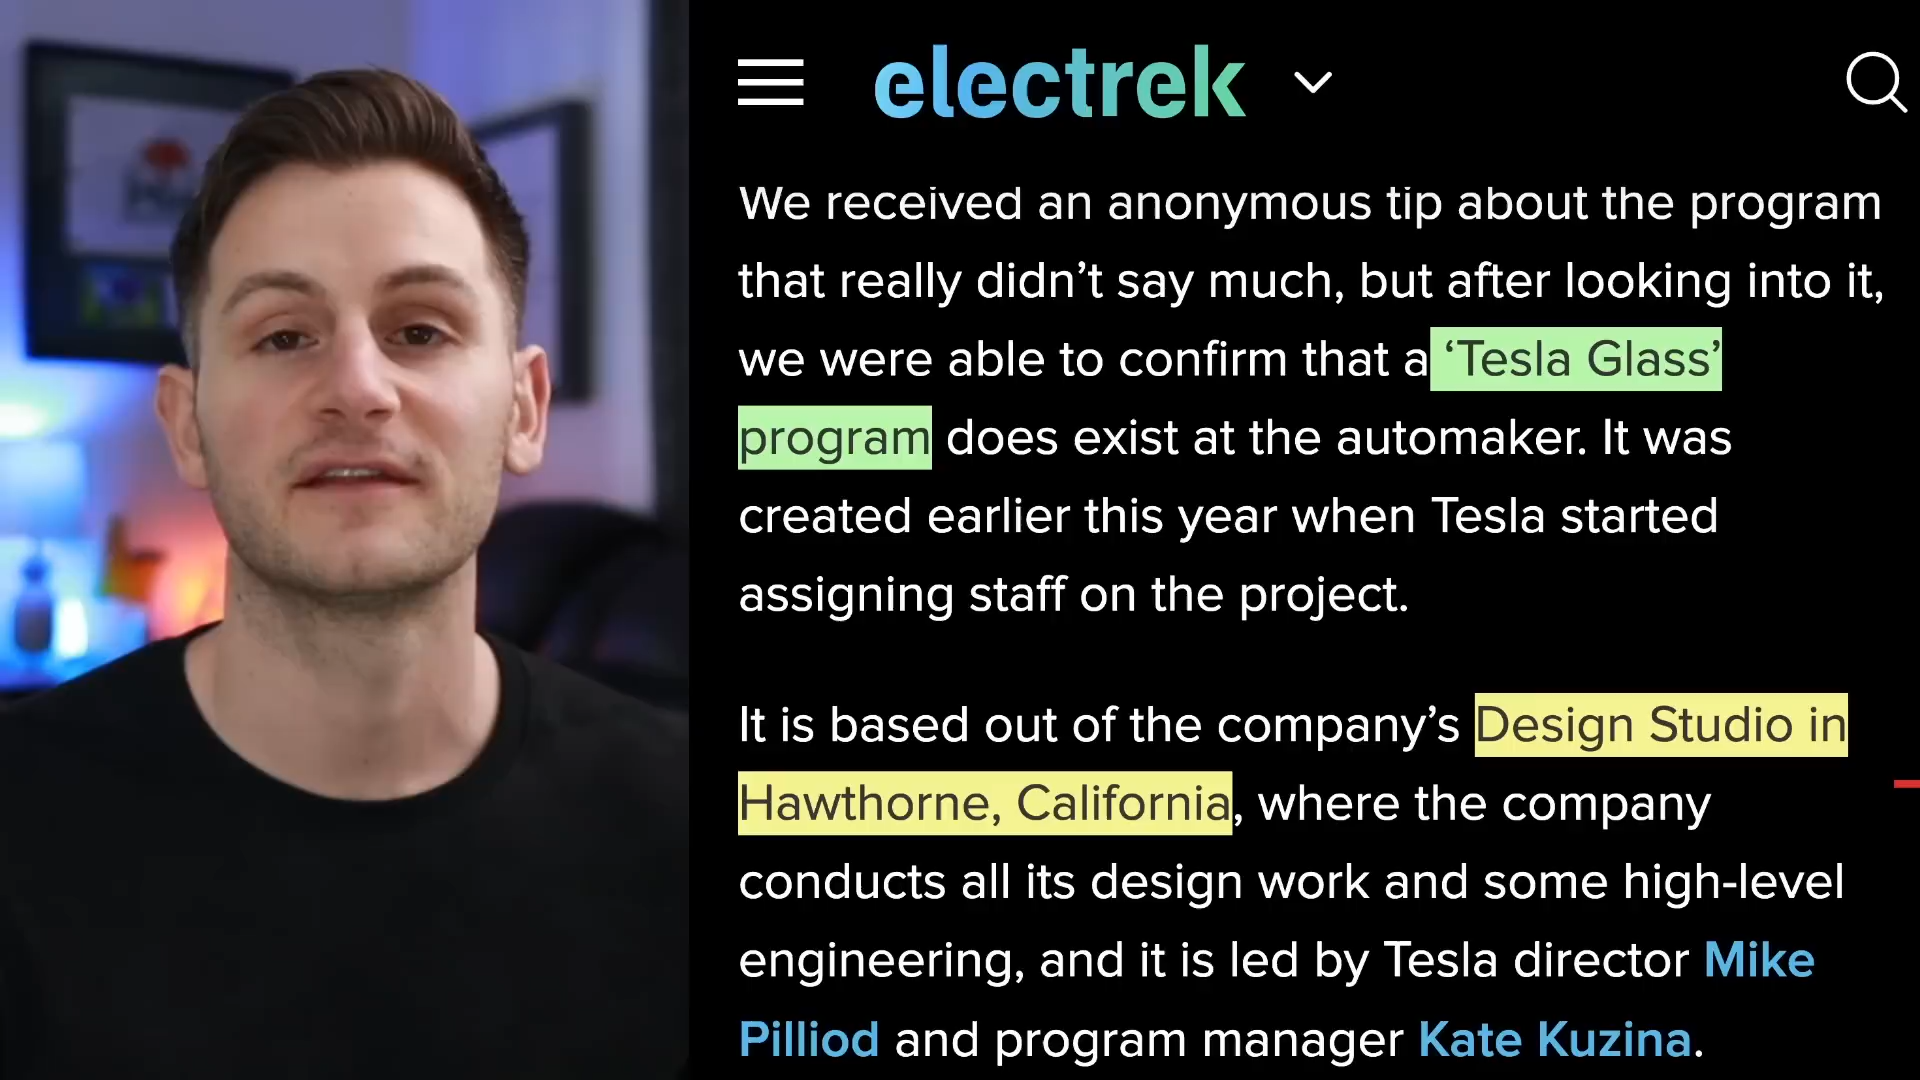 electrek
We received an anonymous tip about the program
that really didn’t say much, but after looking into it,
we were able to confirm that a ‘Tesla Glass’
program does exist at the automaker. It was
created earlier this year when Tesla started
assigning staff on the project.
It is based out of the company’s Design Studio in
Hawthorne, California, where the company
conducts all its design work and some high-level
engineering, and it is led by Tesla director Mike
Pilliod and program manager Kate Kuzina.